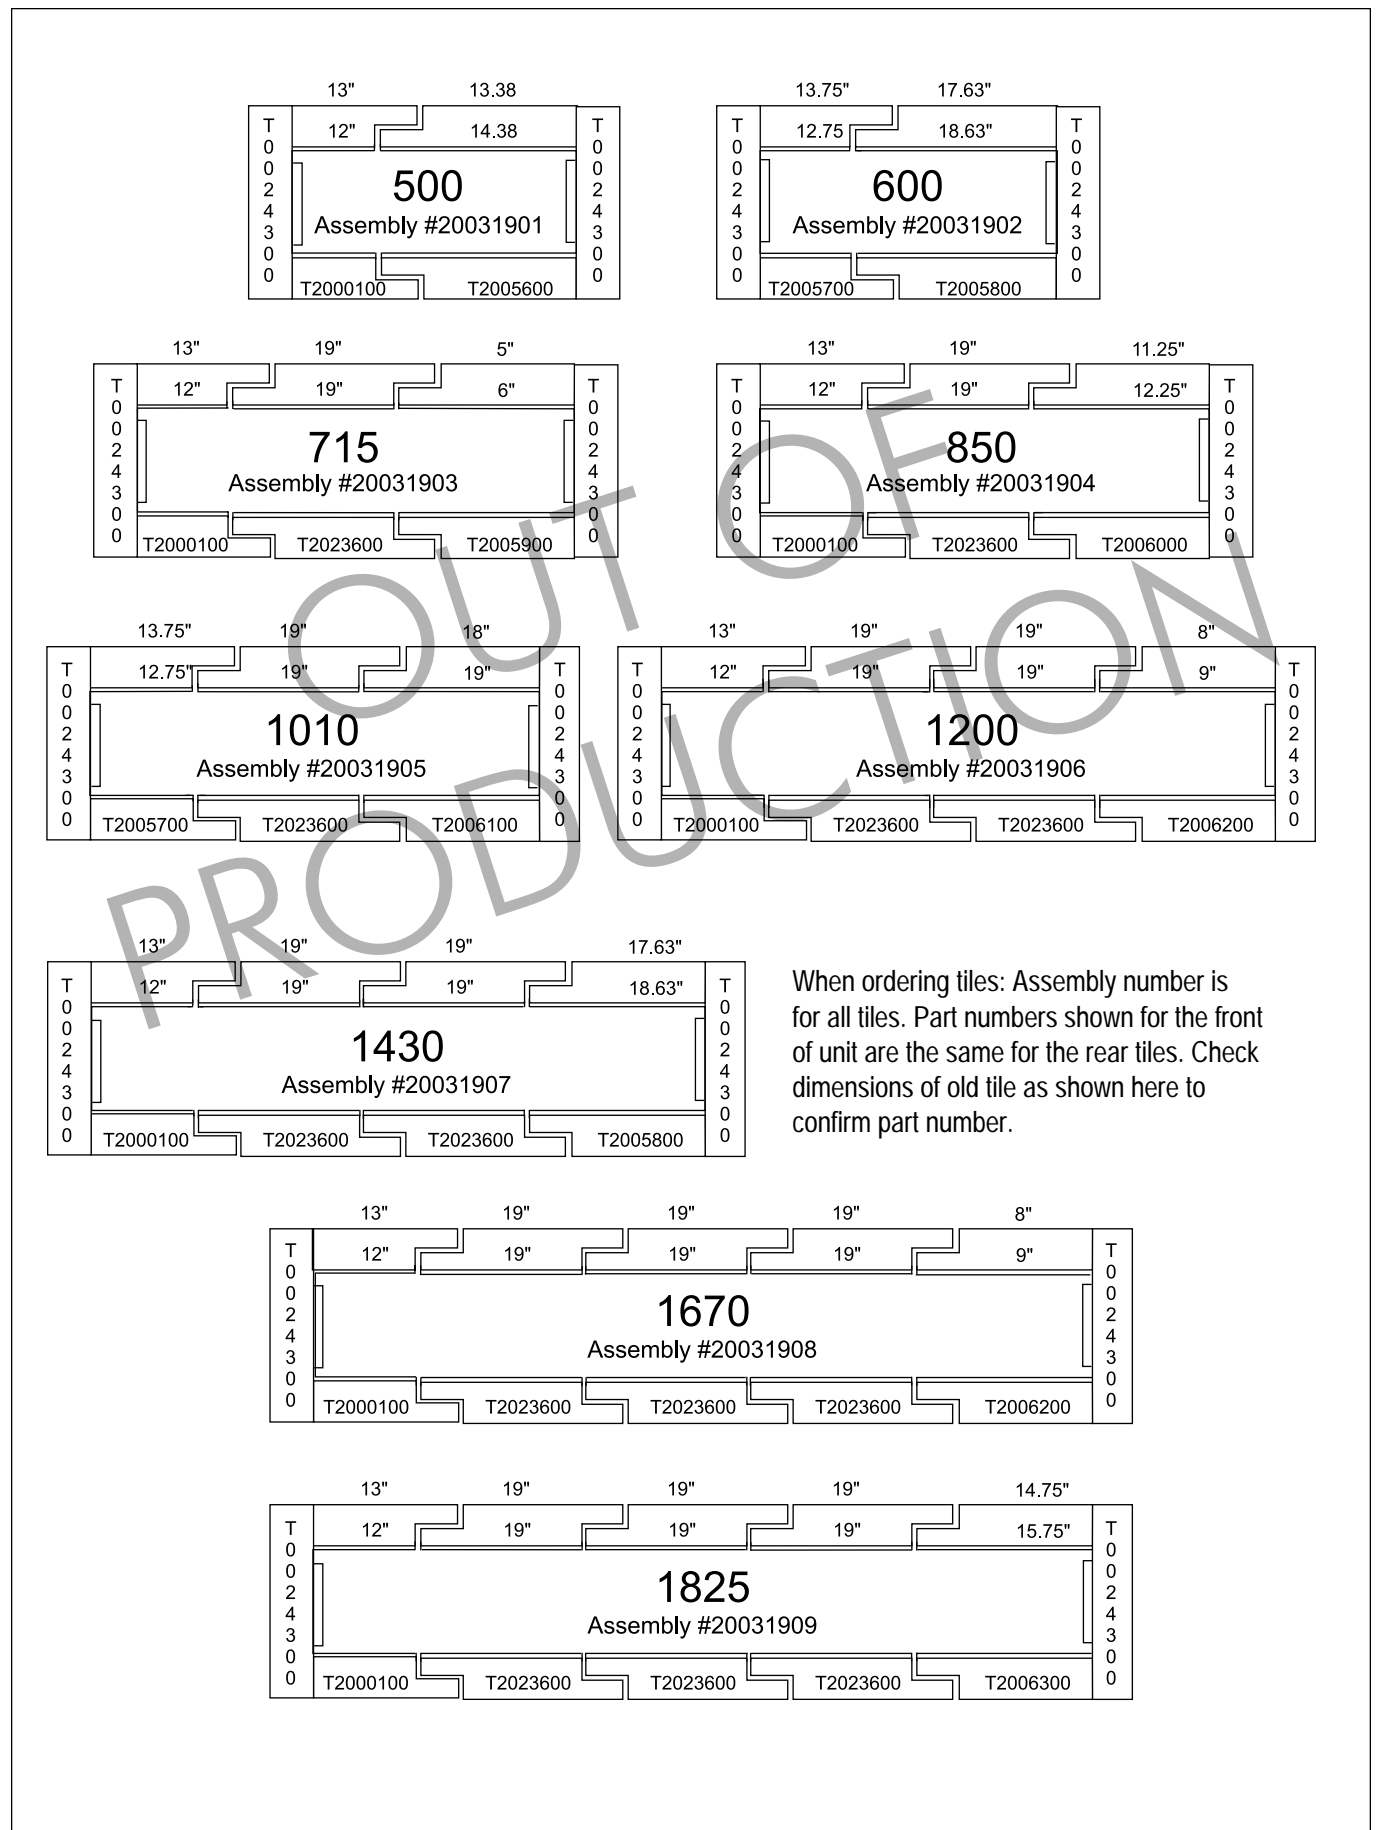 13" 13.38
12" 14.38
T0024300
T0024300
500
Assembly #20031901
T2000100 T2005600
13.75" 17.63"
12.75 18.63"
T0024300
T0024300
600
Assembly #20031902
T2005700 T2005800
13" 19" 5"
12" 19" 6"
T0024300
T0024300
715
Assembly #20031903
T2000100 T2023600 T2005900
13" 19" 11.25"
12" 19" 12.25"
T0024300
T0024300
850
Assembly #20031904
T2000100 T2023600 T2006000
OUT OF
PRODUCTION
13.75" 19" 18"
12.75" 19" 19"
T0024300
T0024300
1010
Assembly #20031905
T2005700 T2023600 T2006100
13" 19" 19" 8"
12" 19" 19" 9"
T0024300
T0024300
1200
Assembly #20031906
T2000100 T2023600 T2023600 T2006200
13" 19" 19" 17.63"
12" 19" 19" 18.63"
T0024300
T0024300
1430
Assembly #20031907
T2000100 T2023600 T2023600 T2005800
When ordering tiles: Assembly number is
for all tiles. Part numbers shown for the front
of unit are the same for the rear tiles. Check
dimensions of old tile as shown here to
confirm part number.
13" 19" 19" 19" 8"
12" 19" 19" 19" 9"
T0024300
T0024300
1670
Assembly #20031908
T2000100 T2023600 T2023600 T2023600 T2006200
13" 19" 19" 19" 14.75"
12" 19" 19" 19" 15.75"
T0024300
T0024300
1825
Assembly #20031909
T2000100 T2023600 T2023600 T2023600 T2006300